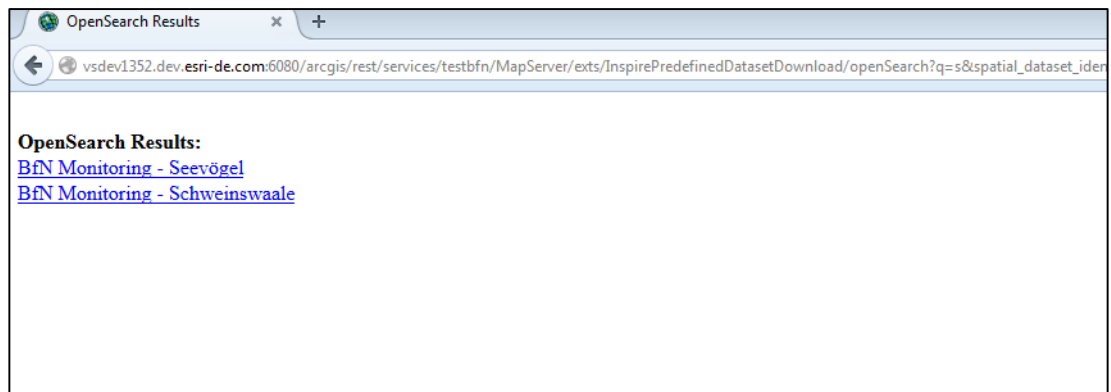 OpenSearch Results
vsdev1352.dev.esri-de.com:6080/arcgis/rest/services/testbfn/MapServer/exts/InspirePredefinedDatasetDownload/openSearch?q=s&spatial_dataset_iden
OpenSearch Results:
BfN Monitoring - Seevögel
BfN Monitoring - Schweinswaale